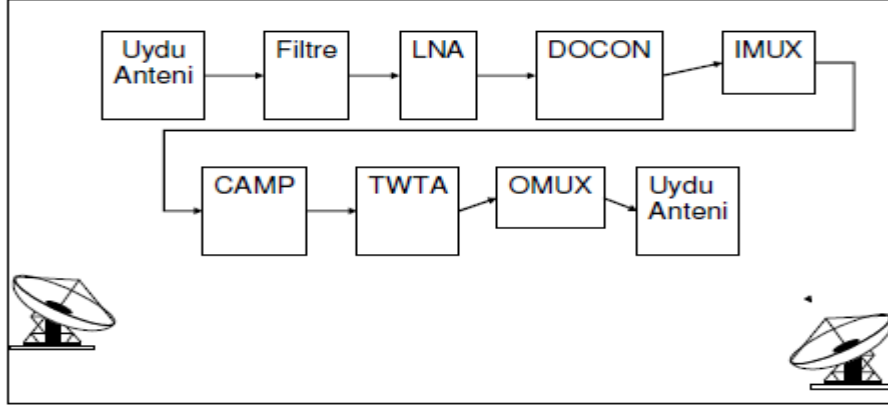 Uydu
Anteni
Filtre
LNA
DOCON
IMUX
CAMP
TWTA
OMUX
Uydu
Anteni